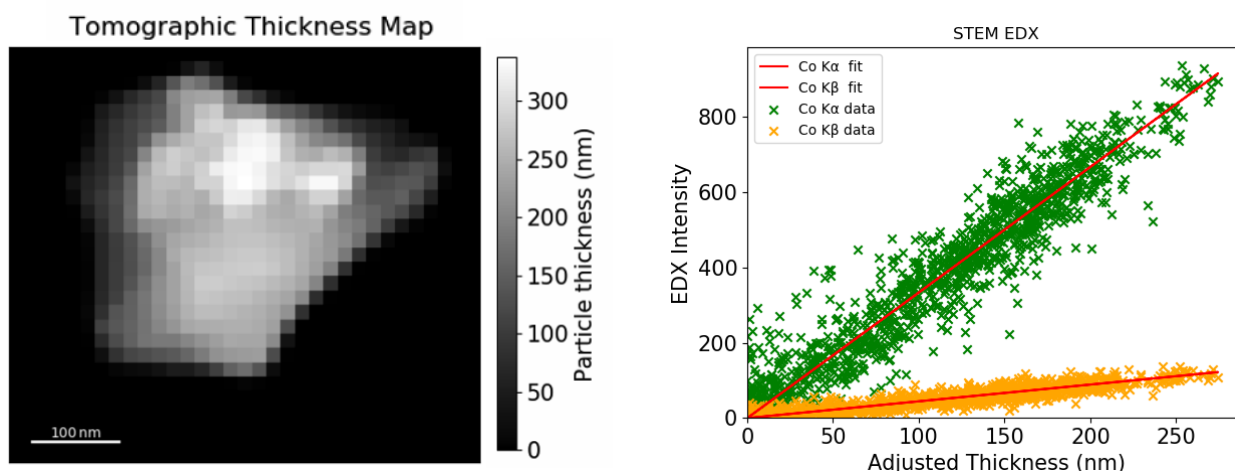 Tomographic Thickness Map
300
250
200
150
100
50
0
Particle thickness (nm)
100 nm
STEM EDX
Co Kα fit
Co Kβ fit
Co Kα data
Co Kβ data
800
600
400
200
0
EDX Intensity
0 50 100 150 200 250
Adjusted Thickness (nm)